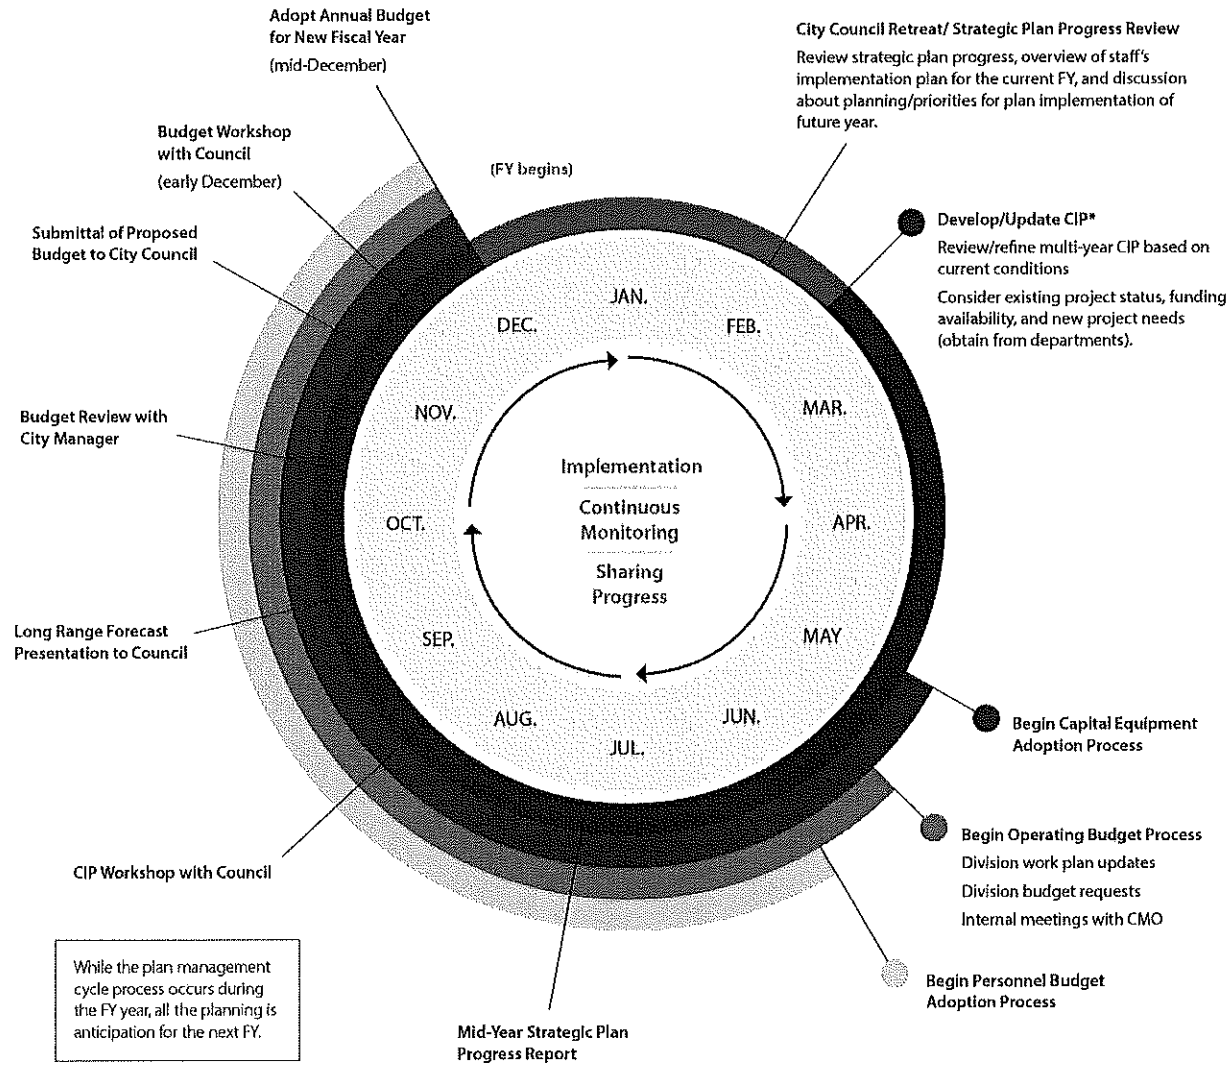 Adopt Annual Budget
for New Fiscal Year
(mid-December)
City Council Retreat/ Strategic Plan Progress Review
Review strategic plan progress, overview of staff's
implementation plan for the current FY, and discussion
about planning/priorities for plan implementation of
future year.
Budget Workshop
with Council
(early December)
(FY begins)
Submittal of Proposed
Budget to City Council
Develop/Update CIP*
Review/refine multi-year CIP based on
current conditions
Consider existing project status, funding
availability, and new project needs
(obtain from departments).
JAN.
FEB.
MAR.
APR.
MAY
JUN.
JUL.
AUG.
SEP.
OCT.
NOV.
DEC.
Implementation
Continuous
Monitoring
Sharing
Progress
Budget Review with
City Manager
Long Range Forecast
Presentation to Council
Begin Capital Equipment
Adoption Process
Begin Operating Budget Process
Division work plan updates
Division budget requests
Internal meetings with CMO
CIP Workshop with Council
Begin Personnel Budget
Adoption Process
While the plan management
cycle process occurs during
the FY year, all the planning is
anticipation for the next FY.
Mid-Year Strategic Plan
Progress Report